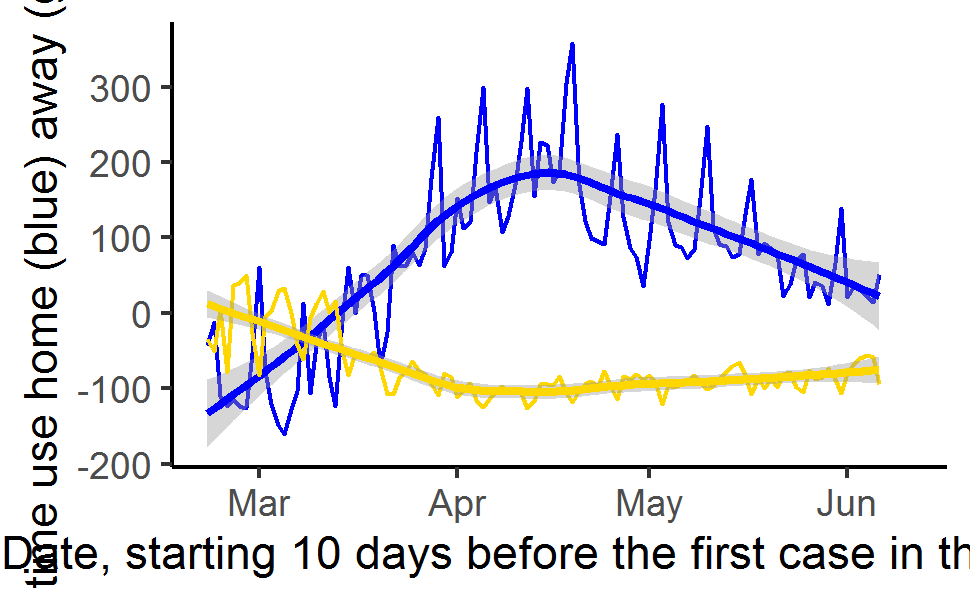 time use home (blue) away (
300
200
100
0
-100
-200
Mar Apr May Jun
Date, starting 10 days before the first case in th